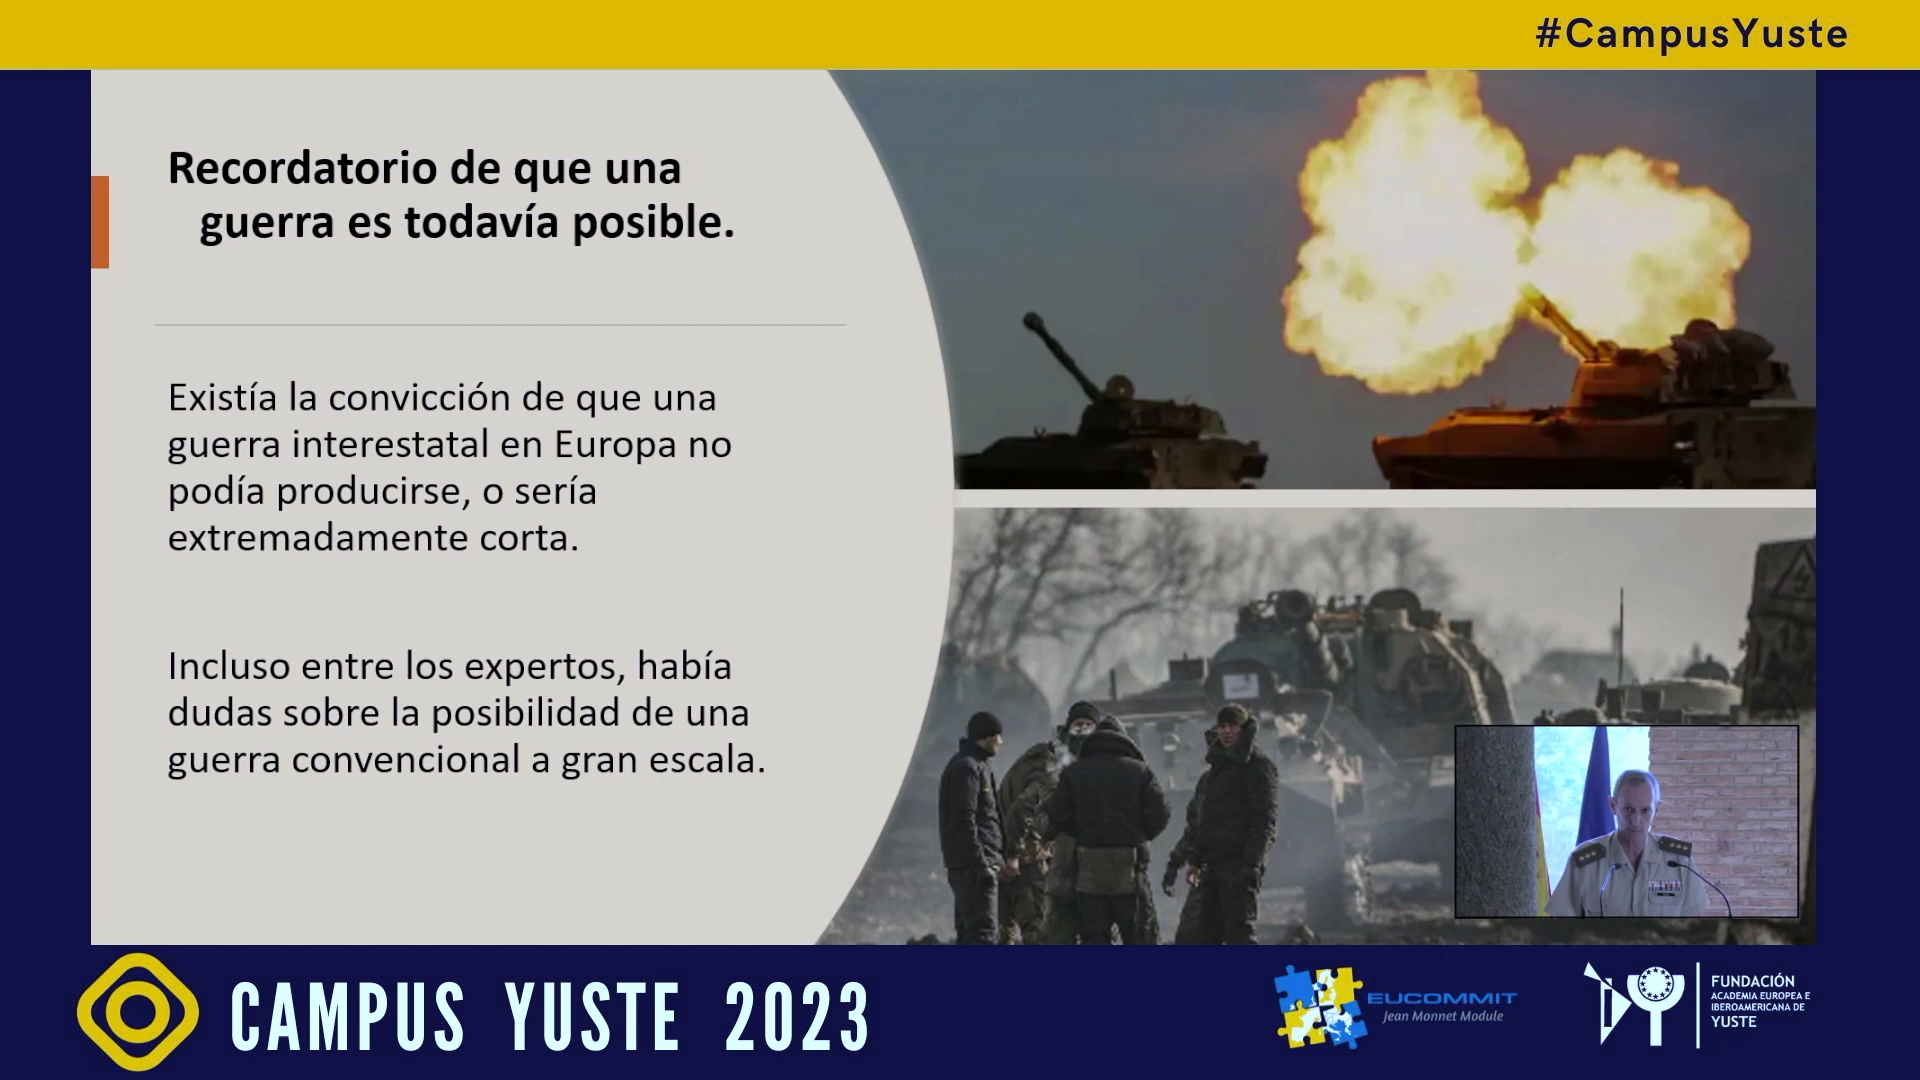 #CampusYuste
Recordatorio de que una
guerra es todavía posible.
Existía la convicción de que una
guerra interestatal en Europa no
podía producirse, o sería
extremadamente corta.
Incluso entre los expertos, había
dudas sobre la posibilidad de una
guerra convencional a gran escala.
CAMPUS YUSTE 2023
EUCOMMIT
Jean Monnet Module
FUNDACIÓN
ACADEMIA EUROPEA E
IBEROAMERICANA DE
YUSTE